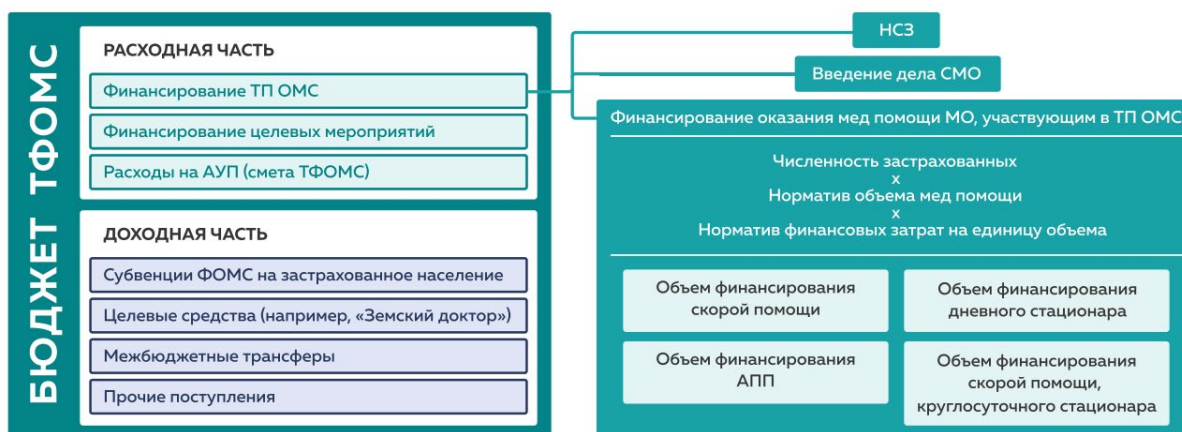 БЮДЖЕТ ТФОМС
РАСХОДНАЯ ЧАСТЬ
Финансирование ТП ОМС
Финансирование целевых мероприятий
Расходы на АУП (смета ТФОМС)
ДОХОДНАЯ ЧАСТЬ
Субвенции ФОМС на застрахованное население
Целевые средства (например, «Земский доктор»)
Межбюджетные трансферы
Прочие поступления
НСЗ
Введение дела СМО
Финансирование оказания мед помощи МО, участвующим в ТП ОМС
Численность застрахованных
х
Норматив объема мед помощи
х
Норматив финансовых затрат на единицу объема
Объем финансирования
скорой помощи
Объем финансирования
дневного стационара
Объем финансирования
АПП
Объем финансирования
скорой помощи,
круглосуточного стационара